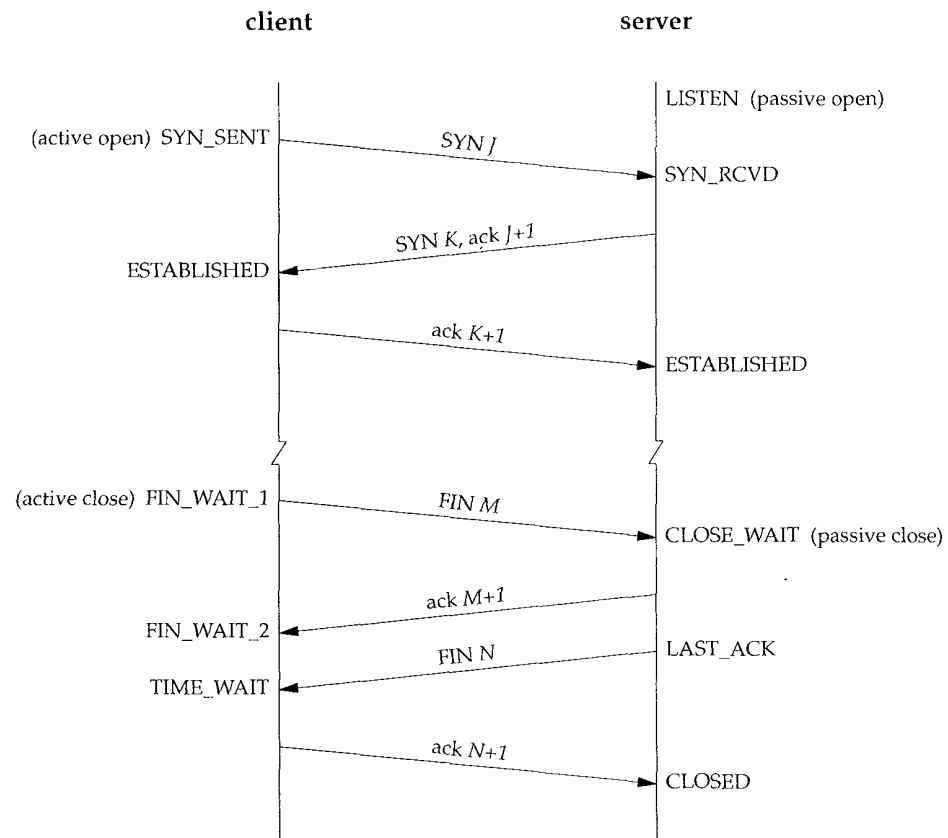 client server
LISTEN (passive open)
(active open) SYN_SENT
SYN J
SYN_RCVD
SYN K, ack J+1
ESTABLISHED
ack K+1
ESTABLISHED
(active close) FIN_WAIT_1
FIN M
CLOSE_WAIT (passive close)
ack M+1
FIN_WAIT_2
FIN N
LAST_ACK
TIME_WAIT
ack N+1
CLOSED